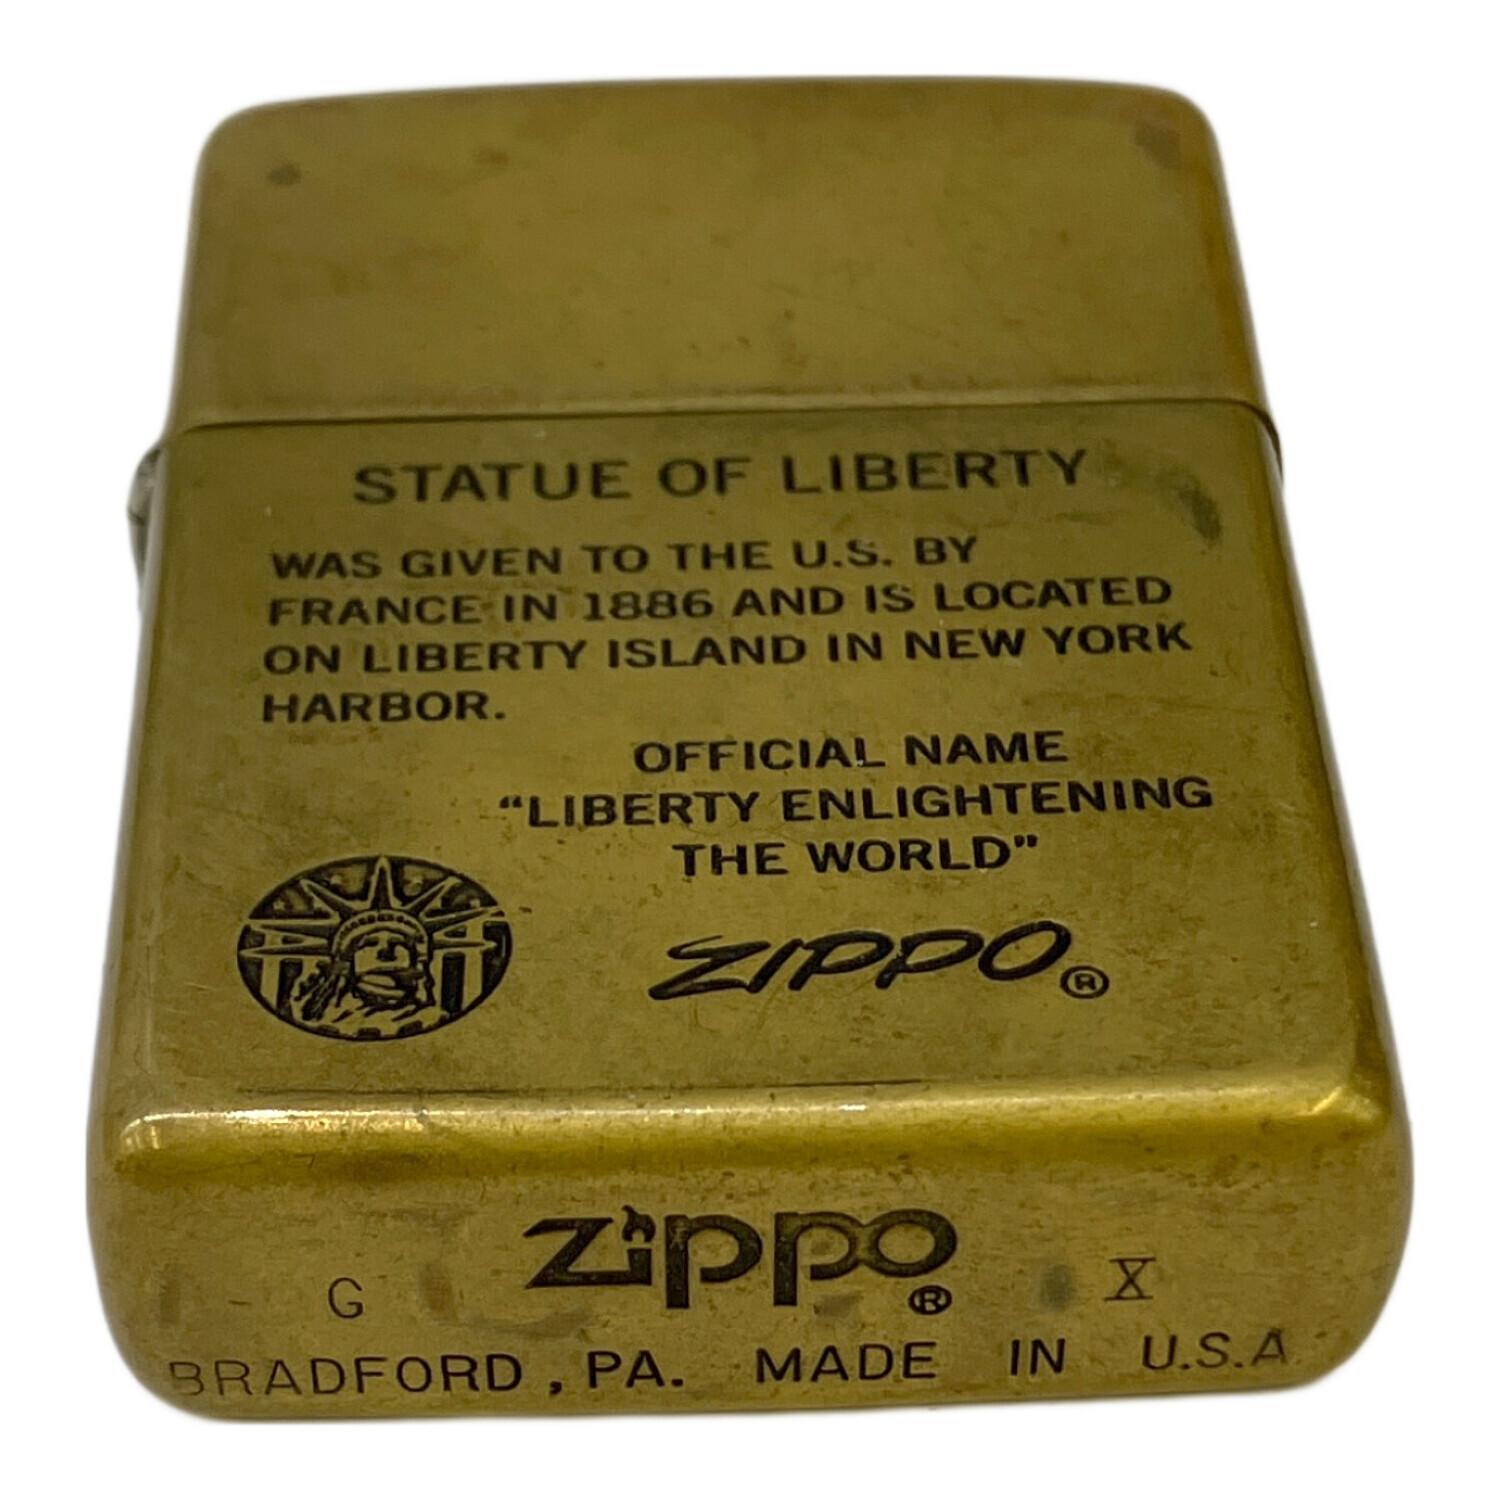 STATUE OF LIBERTY
WAS GIVEN TO THE U.S. BY
FRANCE IN 1886 AND IS LOCATED
ON LIBERTY ISLAND IN NEW YORK
HARBOR.
OFFICIAL NAME
“LIBERTY ENLIGHTENING
THE WORLD”
ZIPPO®
G zippo® X
BRADFORD, PA. MADE IN U.S.A.